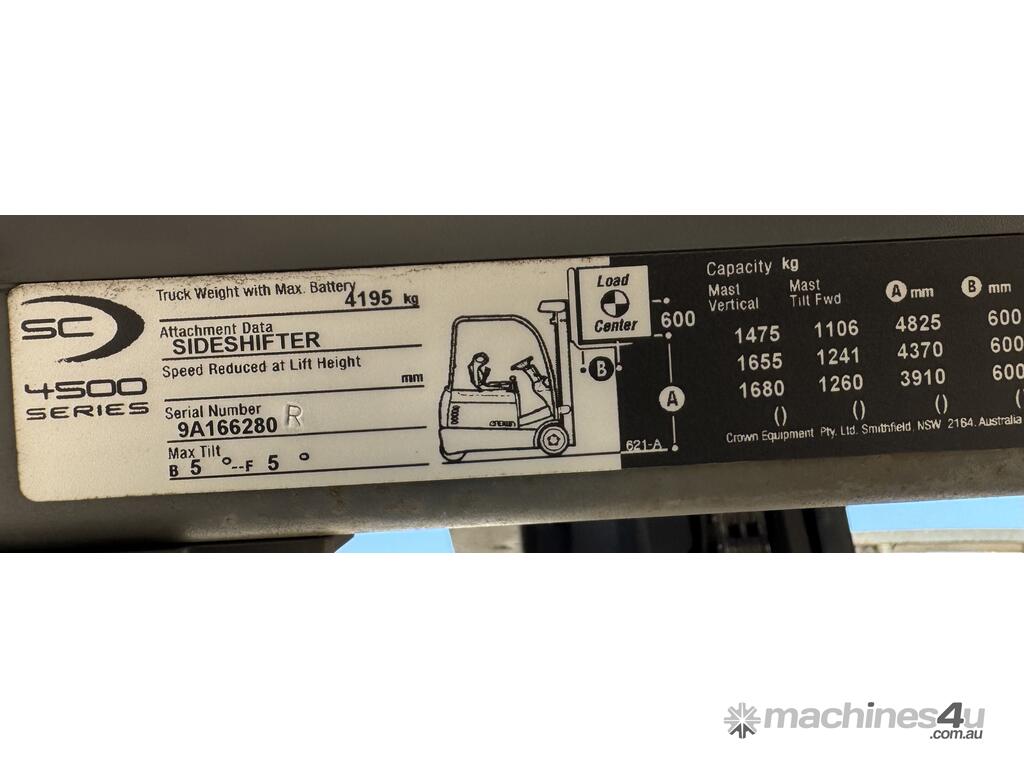 SC
4500
SERIES
Truck Weight with Max. Battery
4195 kg
Attachment Data
SIDESHIFTER
Speed Reduced at Lift Height
mm
Serial Number
9A166280 R
Max Tilt
B 5 °--F 5 °
CROWN
Load
Center
600
B
A
621-A
Capacity kg
Mast Vertical Mast Tilt Fwd A mm B mm
1475 1106 4825 600
1655 1241 4370 600
1680 1260 3910 600
() () () ()
Crown Equipment Pty. Ltd. Smithfield, NSW 2164, Australia
machines4u
.com.au